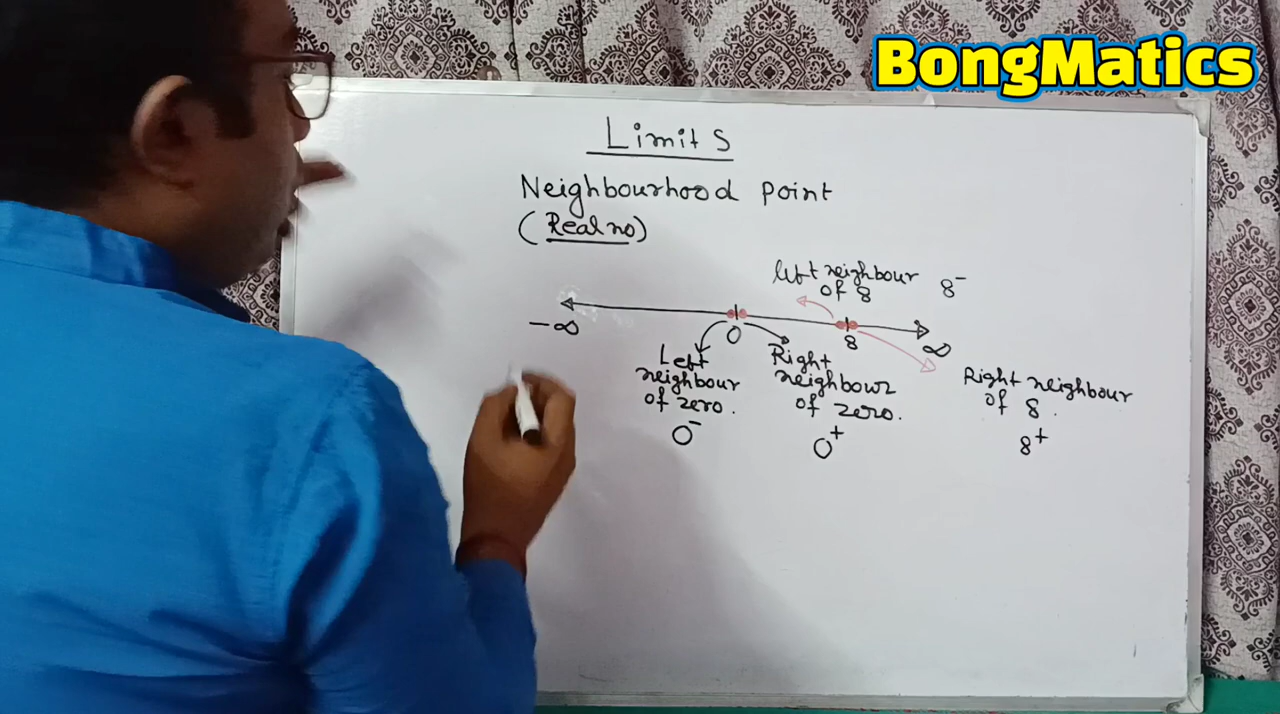 BongMatics
Limits
Neighbourhood Point
(Real no)
left neighbour
of 8
8⁻
-∞
0
8
∞
Left
neighbour
of zero.
0⁻
Right
neighbour
of zero.
0⁺
Right neighbour
of 8.
8⁺